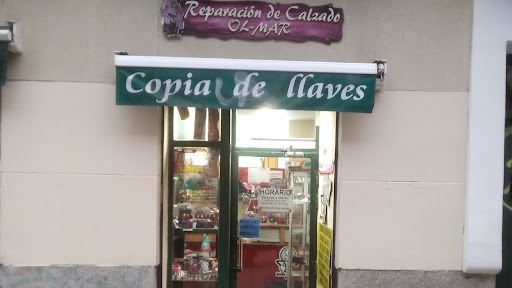 Reparación de Calzado
OL-MAR
Copia de llaves
HORARIO